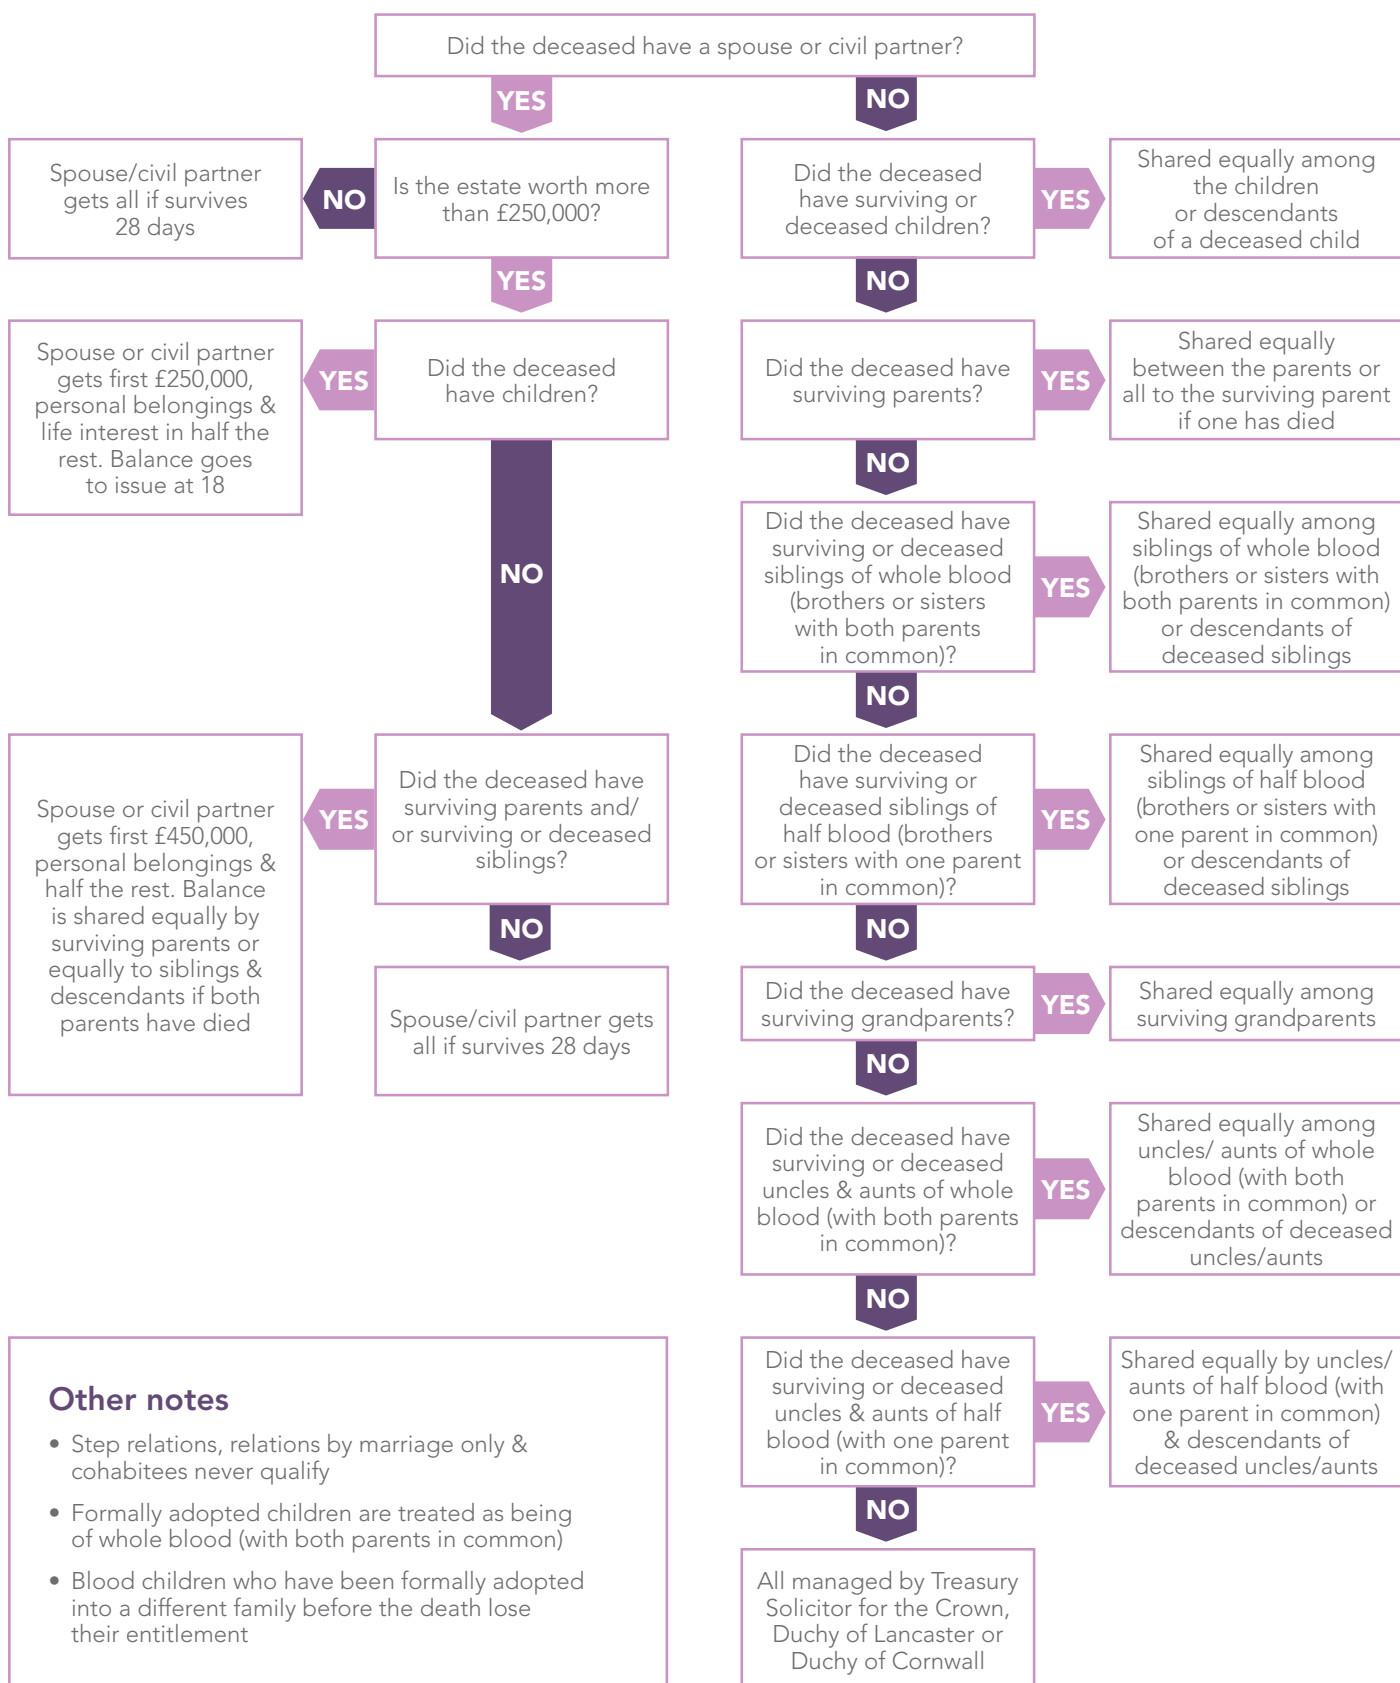 Did the deceased have a spouse or civil partner?
YES
NO
Spouse/civil partner
gets all if survives
28 days
NO
Is the estate worth more
than £250,000?
Did the deceased
have surviving or
deceased children?
YES
Shared equally among
the children
or descendants
of a deceased child
YES
NO
Spouse or civil partner
gets first £250,000,
personal belongings &
life interest in half the
rest. Balance goes
to issue at 18
YES
Did the deceased
have children?
Did the deceased have
surviving parents?
YES
Shared equally
between the parents or
all to the surviving parent
if one has died
NO
NO
Did the deceased have
surviving or deceased
siblings of whole blood
(brothers or sisters
with both parents
in common)?
YES
Shared equally among
siblings of whole blood
(brothers or sisters with
both parents in common)
or descendants of
deceased siblings
NO
Spouse or civil partner
gets first £450,000,
personal belongings &
half the rest. Balance
is shared equally by
surviving parents or
equally to siblings &
descendants if both
parents have died
YES
Did the deceased have
surviving parents and/
or surviving or deceased
siblings?
NO
Spouse/civil partner gets
all if survives 28 days
Did the deceased
have surviving or
deceased siblings of
half blood (brothers
or sisters with one parent
in common)?
YES
Shared equally among
siblings of half blood
(brothers or sisters with
one parent in common)
or descendants of
deceased siblings
NO
Did the deceased have
surviving grandparents?
YES
Shared equally among
surviving grandparents
NO
Did the deceased have
surviving or deceased
uncles & aunts of whole
blood (with both parents
in common)?
YES
Shared equally among
uncles/ aunts of whole
blood (with both
parents in common) or
descendants of deceased
uncles/aunts
NO
Did the deceased have
surviving or deceased
uncles & aunts of half
blood (with one parent
in common)?
YES
Shared equally by uncles/
aunts of half blood (with
one parent in common)
& descendants of
deceased uncles/aunts
NO
All managed by Treasury
Solicitor for the Crown,
Duchy of Lancaster or
Duchy of Cornwall
Other notes
• Step relations, relations by marriage only &
cohabitees never qualify
• Formally adopted children are treated as being
of whole blood (with both parents in common)
• Blood children who have been formally adopted
into a different family before the death lose
their entitlement